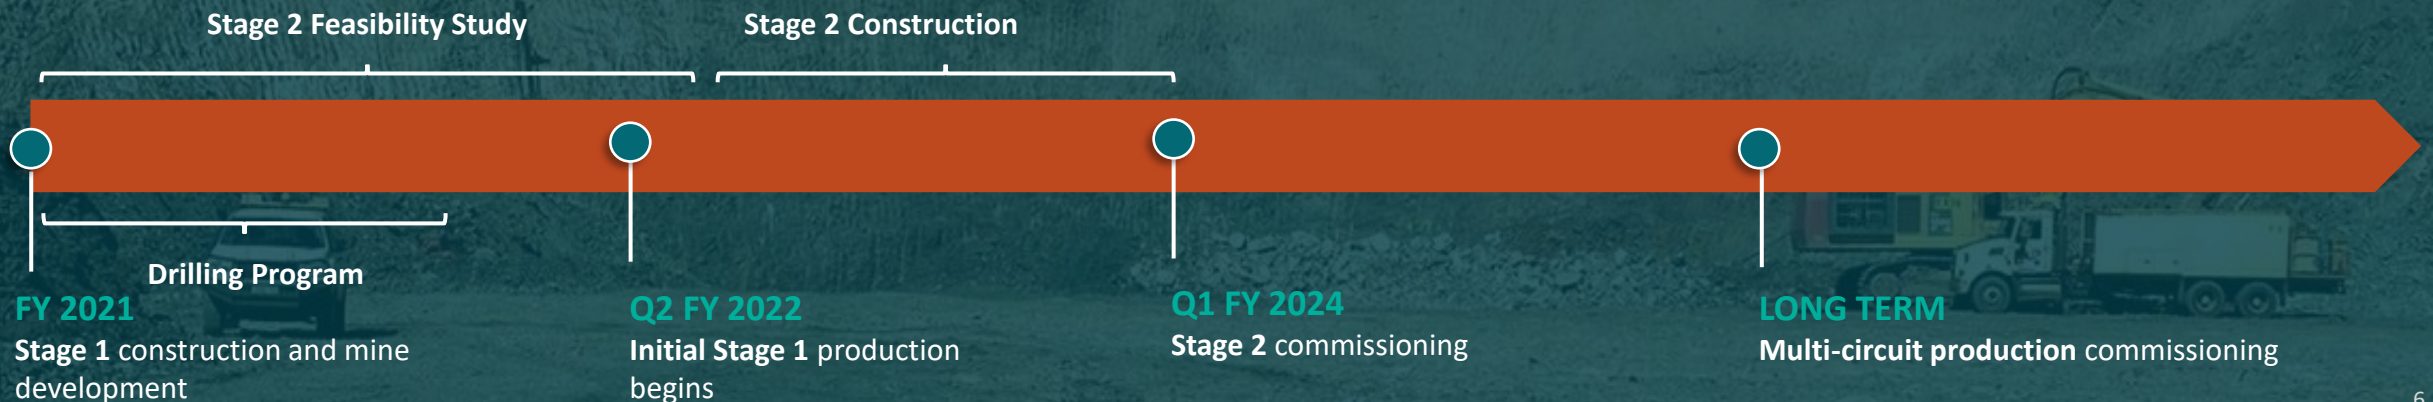 Stage 2 Feasibility Study
Stage 2 Construction
Drilling Program
FY 2021
Stage 1 construction and mine
development
Q2 FY 2022
Initial Stage 1 production
begins
Q1 FY 2024
Stage 2 commissioning
LONG TERM
Multi-circuit production commissioning
6